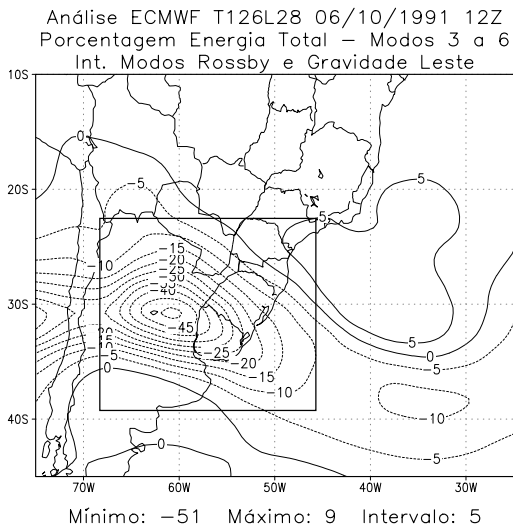 Análise ECMWF T126L28 06/10/1991 12Z
Porcentagem Energia Total – Modos 3 a 6
Int. Modos Rossby e Gravidade Leste
10S
0
-5
5
20S
5
-15
-10
-20
-25
-30
-40
30S
-45
5
-25
0
-15
-20
-5
-5
0
-15
-10
-10
40S
0
-5
70W 60W 50W 40W 30W
Mínimo: -51 Máximo: 9 Intervalo: 5